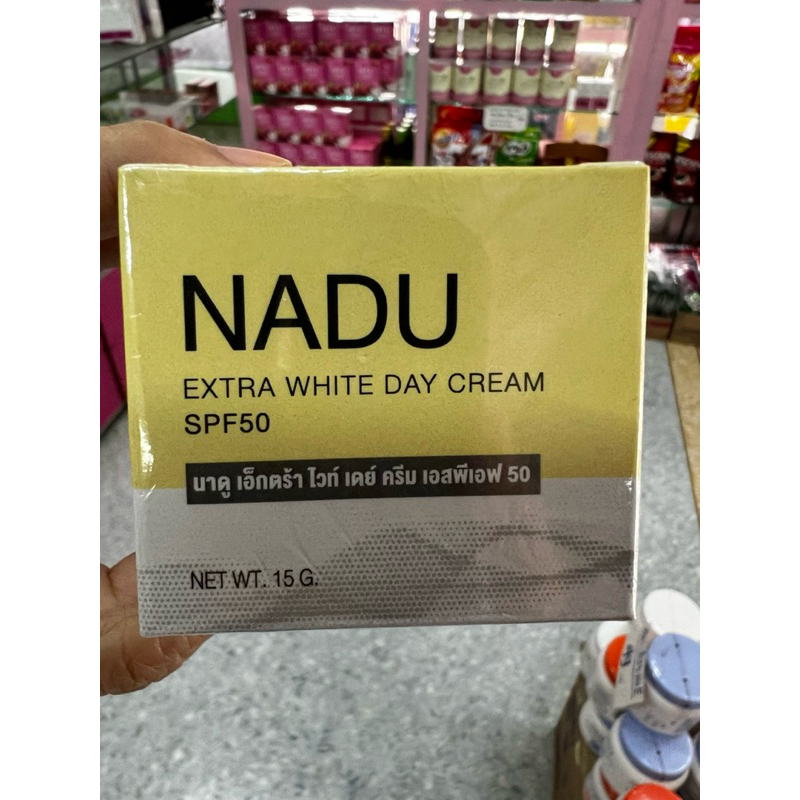 NADU
EXTRA WHITE DAY CREAM
SPF50
นาดู เอ็กตร้า ไวท์ เดย์ ครีม เอสพีเอฟ 50
NET WT. 15 G.